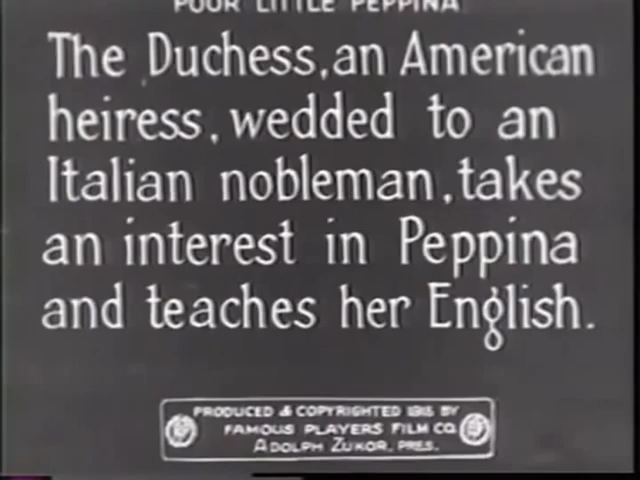 POOR LITTLE PEPPINA
The Duchess, an American
heiress, wedded to an
Italian nobleman, takes
an interest in Peppina
and teaches her English.
PRODUCED & COPYRIGHTED 1916 BY
FAMOUS PLAYERS FILM CO.
ADOLPH ZUKOR, PRES.